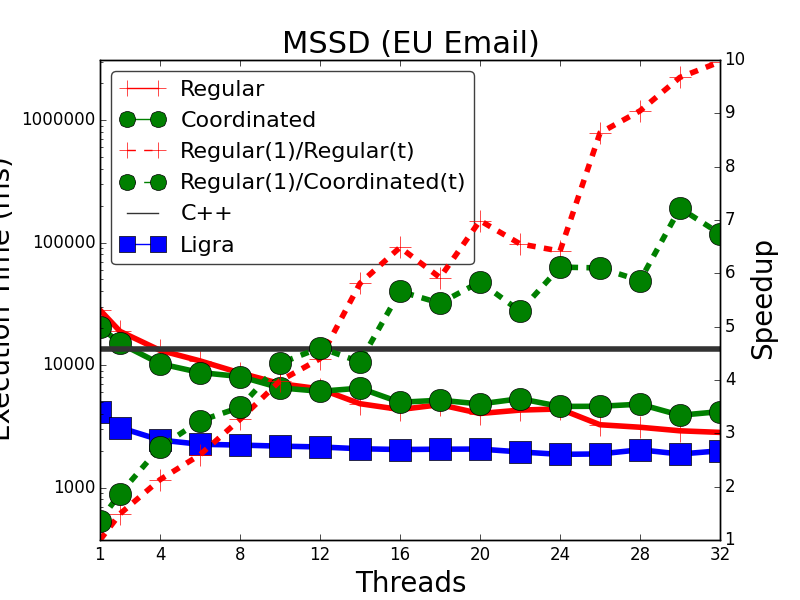 MSSD (EU Email)
Regular
Coordinated
Regular(1)/Regular(t)
Regular(1)/Coordinated(t)
C++
Ligra
1000000
100000
10000
1000
Execution Time (ms)
10
9
8
7
6
5
4
3
2
1
Speedup
1 4 8 12 16 20 24 28 32
Threads